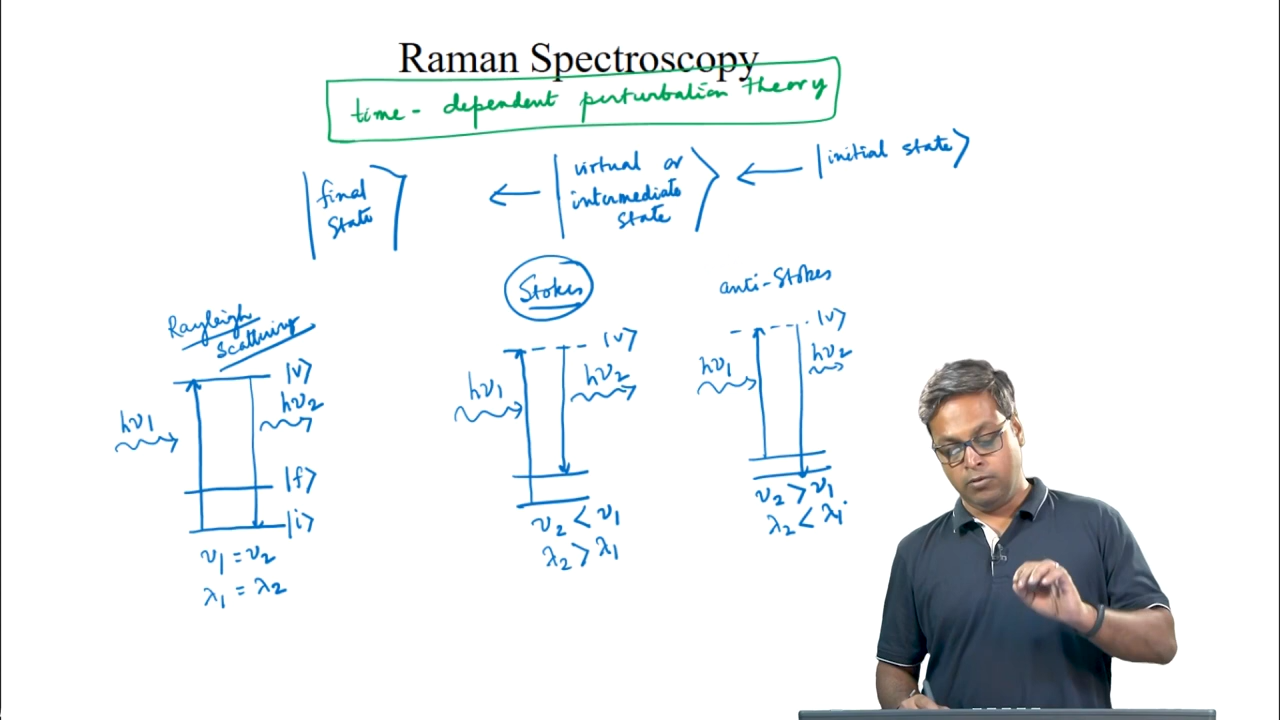 Raman Spectroscopy
time-dependent perturbation theory
|final state⟩ ← |virtual or intermediate state⟩ ← |initial state⟩
Rayleigh
Scattering
|v⟩
hν1
hν2
|f⟩
|i⟩
ν1 = ν2
λ1 = λ2
Stokes
|v⟩
hν1
hν2
ν2 < ν1
λ2 > λ1
anti-Stokes
|v⟩
hν1
hν2
ν2 > ν1
λ2 < λ1.